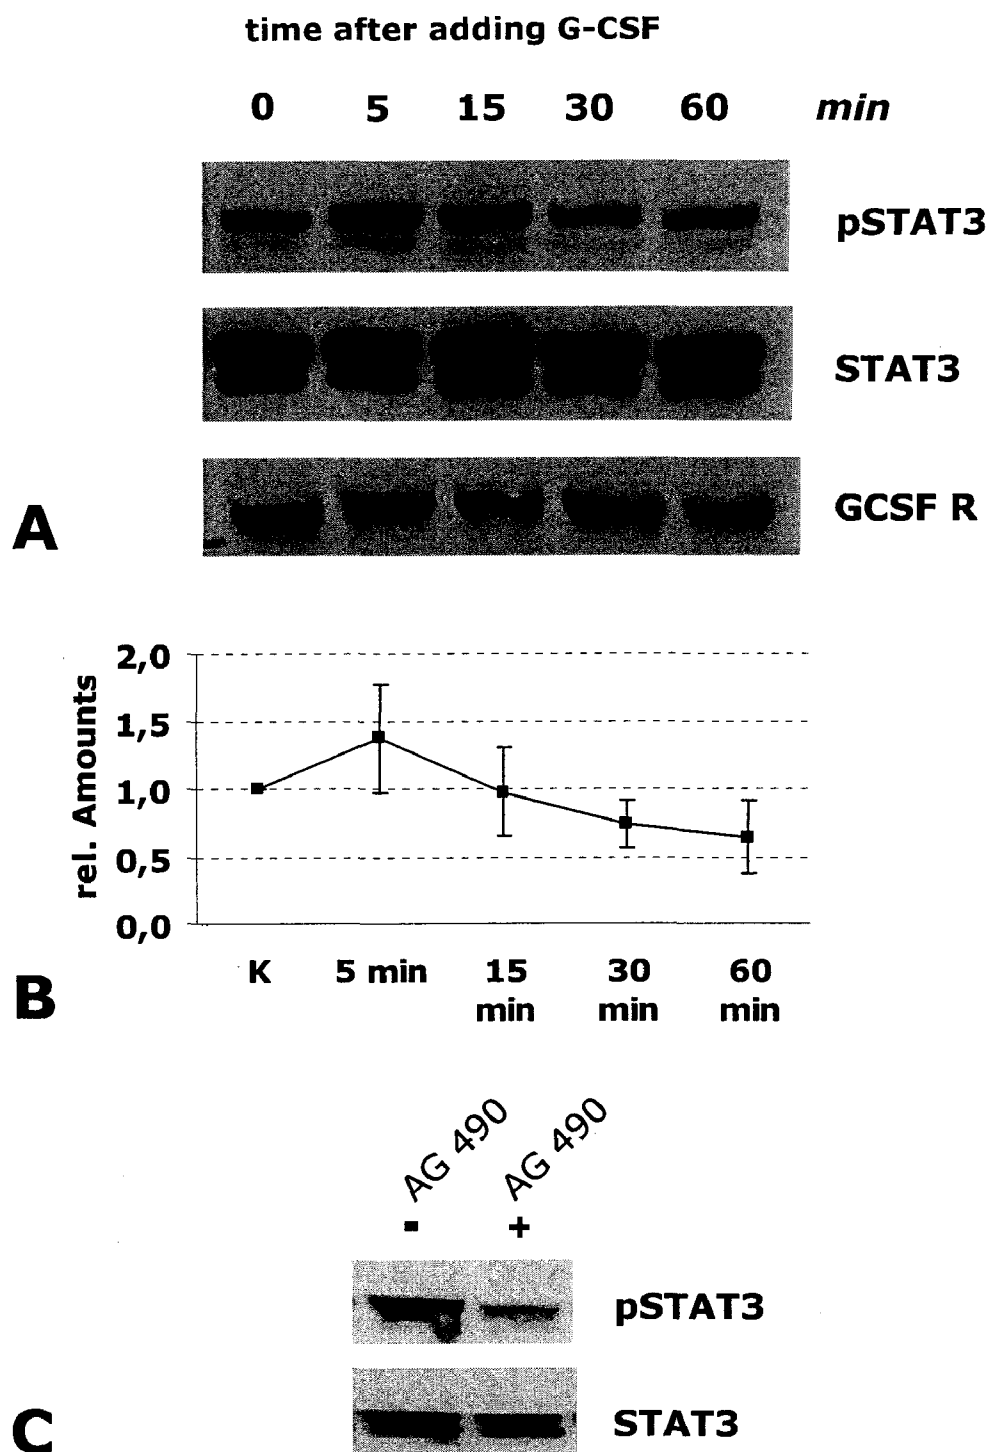 time after adding G-CSF
0 5 15 30 60 min
pSTAT3
STAT3
GCSF R
A
2,0
1,5
1,0
0,5
0,0
rel. Amounts
K 5 min 15 min 30 min 60 min
B
AG 490 AG 490
- +
pSTAT3
STAT3
C